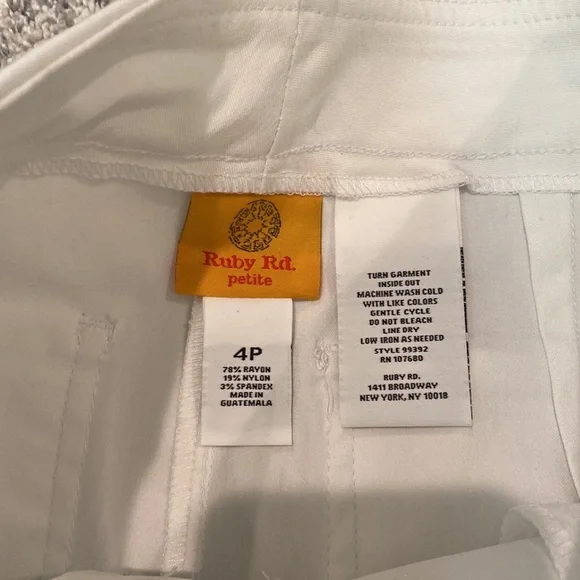 Ruby Rd.
petite
4P
78% RAYON
19% NYLON
3% SPANDEX
MADE IN
GUATEMALA
TURN GARMENT
INSIDE OUT
MACHINE WASH COLD
WITH LIKE COLORS
GENTLE CYCLE
DO NOT BLEACH
LINE DRY
LOW IRON AS NEEDED
STYLE 99392
RN 107680
RUBY RD.
1411 BROADWAY
NEW YORK, NY 10018